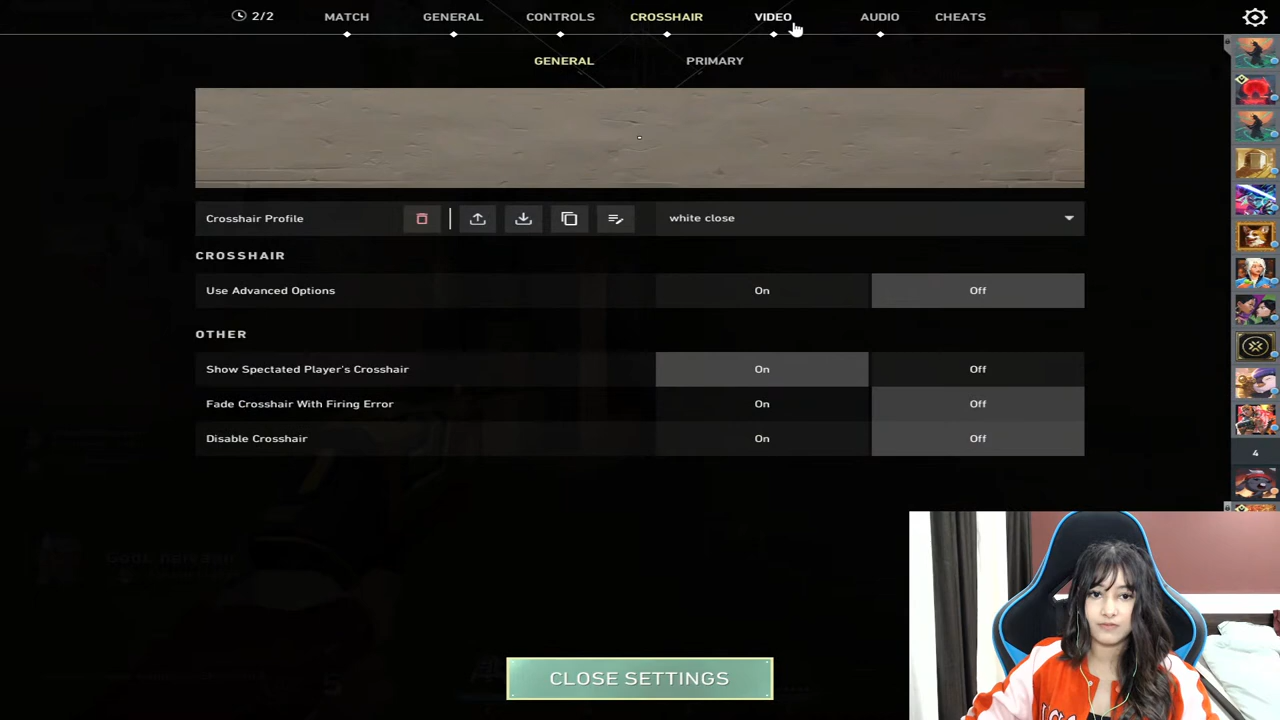 2/2 MATCH GENERAL CONTROLS CROSSHAIR VIDEO AUDIO CHEATS
GENERAL PRIMARY
Crosshair Profile white close
CROSSHAIR
Use Advanced Options On Off
OTHER
Show Spectated Player's Crosshair On Off
Fade Crosshair With Firing Error On Off
Disable Crosshair On Off
4
CLOSE SETTINGS